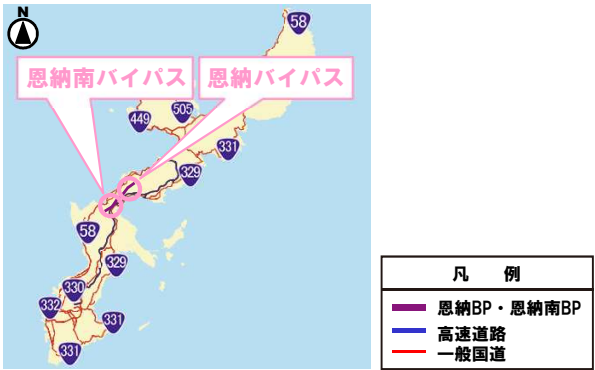 N
58
恩納南バイパス
恩納バイパス
505
449
331
329
58
329
330
332
331
331
凡 例
恩納BP・恩納南BP
高速道路
一般国道